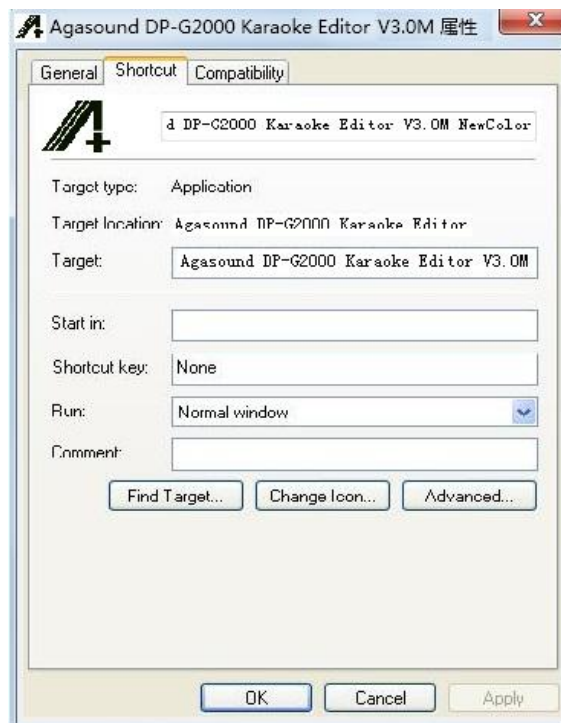 Agasound DP-G2000 Karaoke Editor V3.0M 属性
General Shortcut Compatibility
d DP-G2000 Karaoke Editor V3.0M NewColor
Target type: Application
Target location: Agasound DP-G2000 Karaoke Editor
Target: Agasound DP-G2000 Karaoke Editor V3.0M
Start in:
Shortcut key: None
Run: Normal window
Comment:
Find Target... Change Icon... Advanced...
OK Cancel Apply